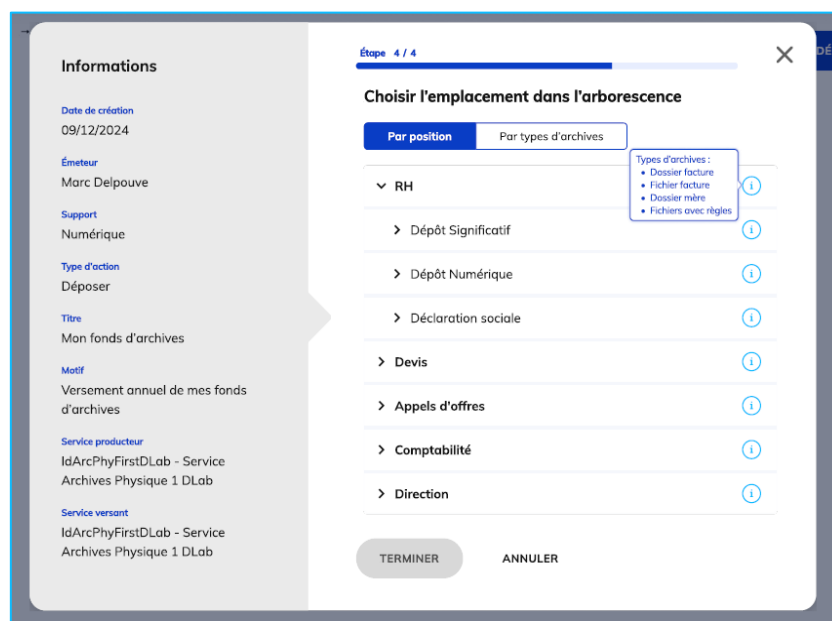 Informations
Date de création
09/12/2024
Émeteur
Marc Delpouve
Support
Numérique
Type d'action
Déposer
Titre
Mon fonds d'archives
Motif
Versement annuel de mes fonds
d'archives
Service producteur
IdArcPhyFirstDLab - Service
Archives Physique 1 DLab
Service versant
IdArcPhyFirstDLab - Service
Archives Physique 1 DLab
Étape 4 / 4
DÉ
Choisir l'emplacement dans l'arborescence
Par position
Par types d'archives
Types d'archives :
• Dossier facture
• Fichier facture
• Dossier mère
• Fichiers avec règles
RH
Dépôt Significatif
Dépôt Numérique
Déclaration sociale
Devis
Appels d'offres
Comptabilité
Direction
TERMINER
ANNULER